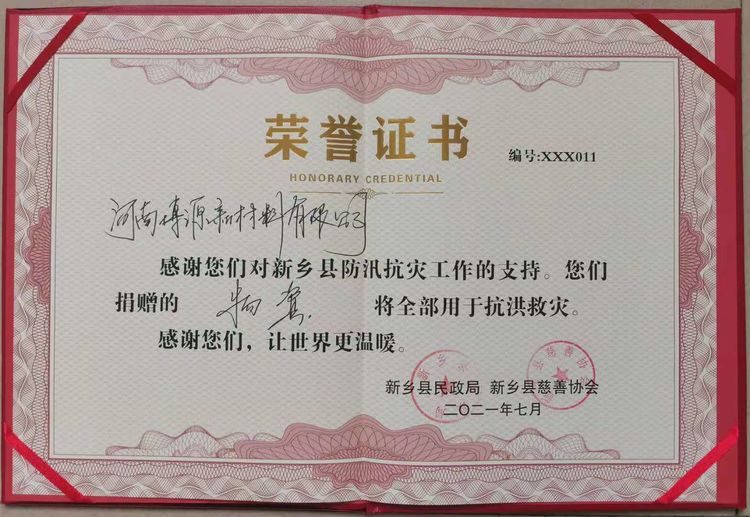 荣誉证书
HONORARY CREDENTIAL
编号:XXX011
河南博源新材料有限公司
感谢您们对新乡县防汛抗灾工作的支持。您们
捐赠的 物资 将全部用于抗洪救灾。
感谢您们，让世界更温暖。
新乡县民政局 新乡县慈善协会
二〇二一年七月